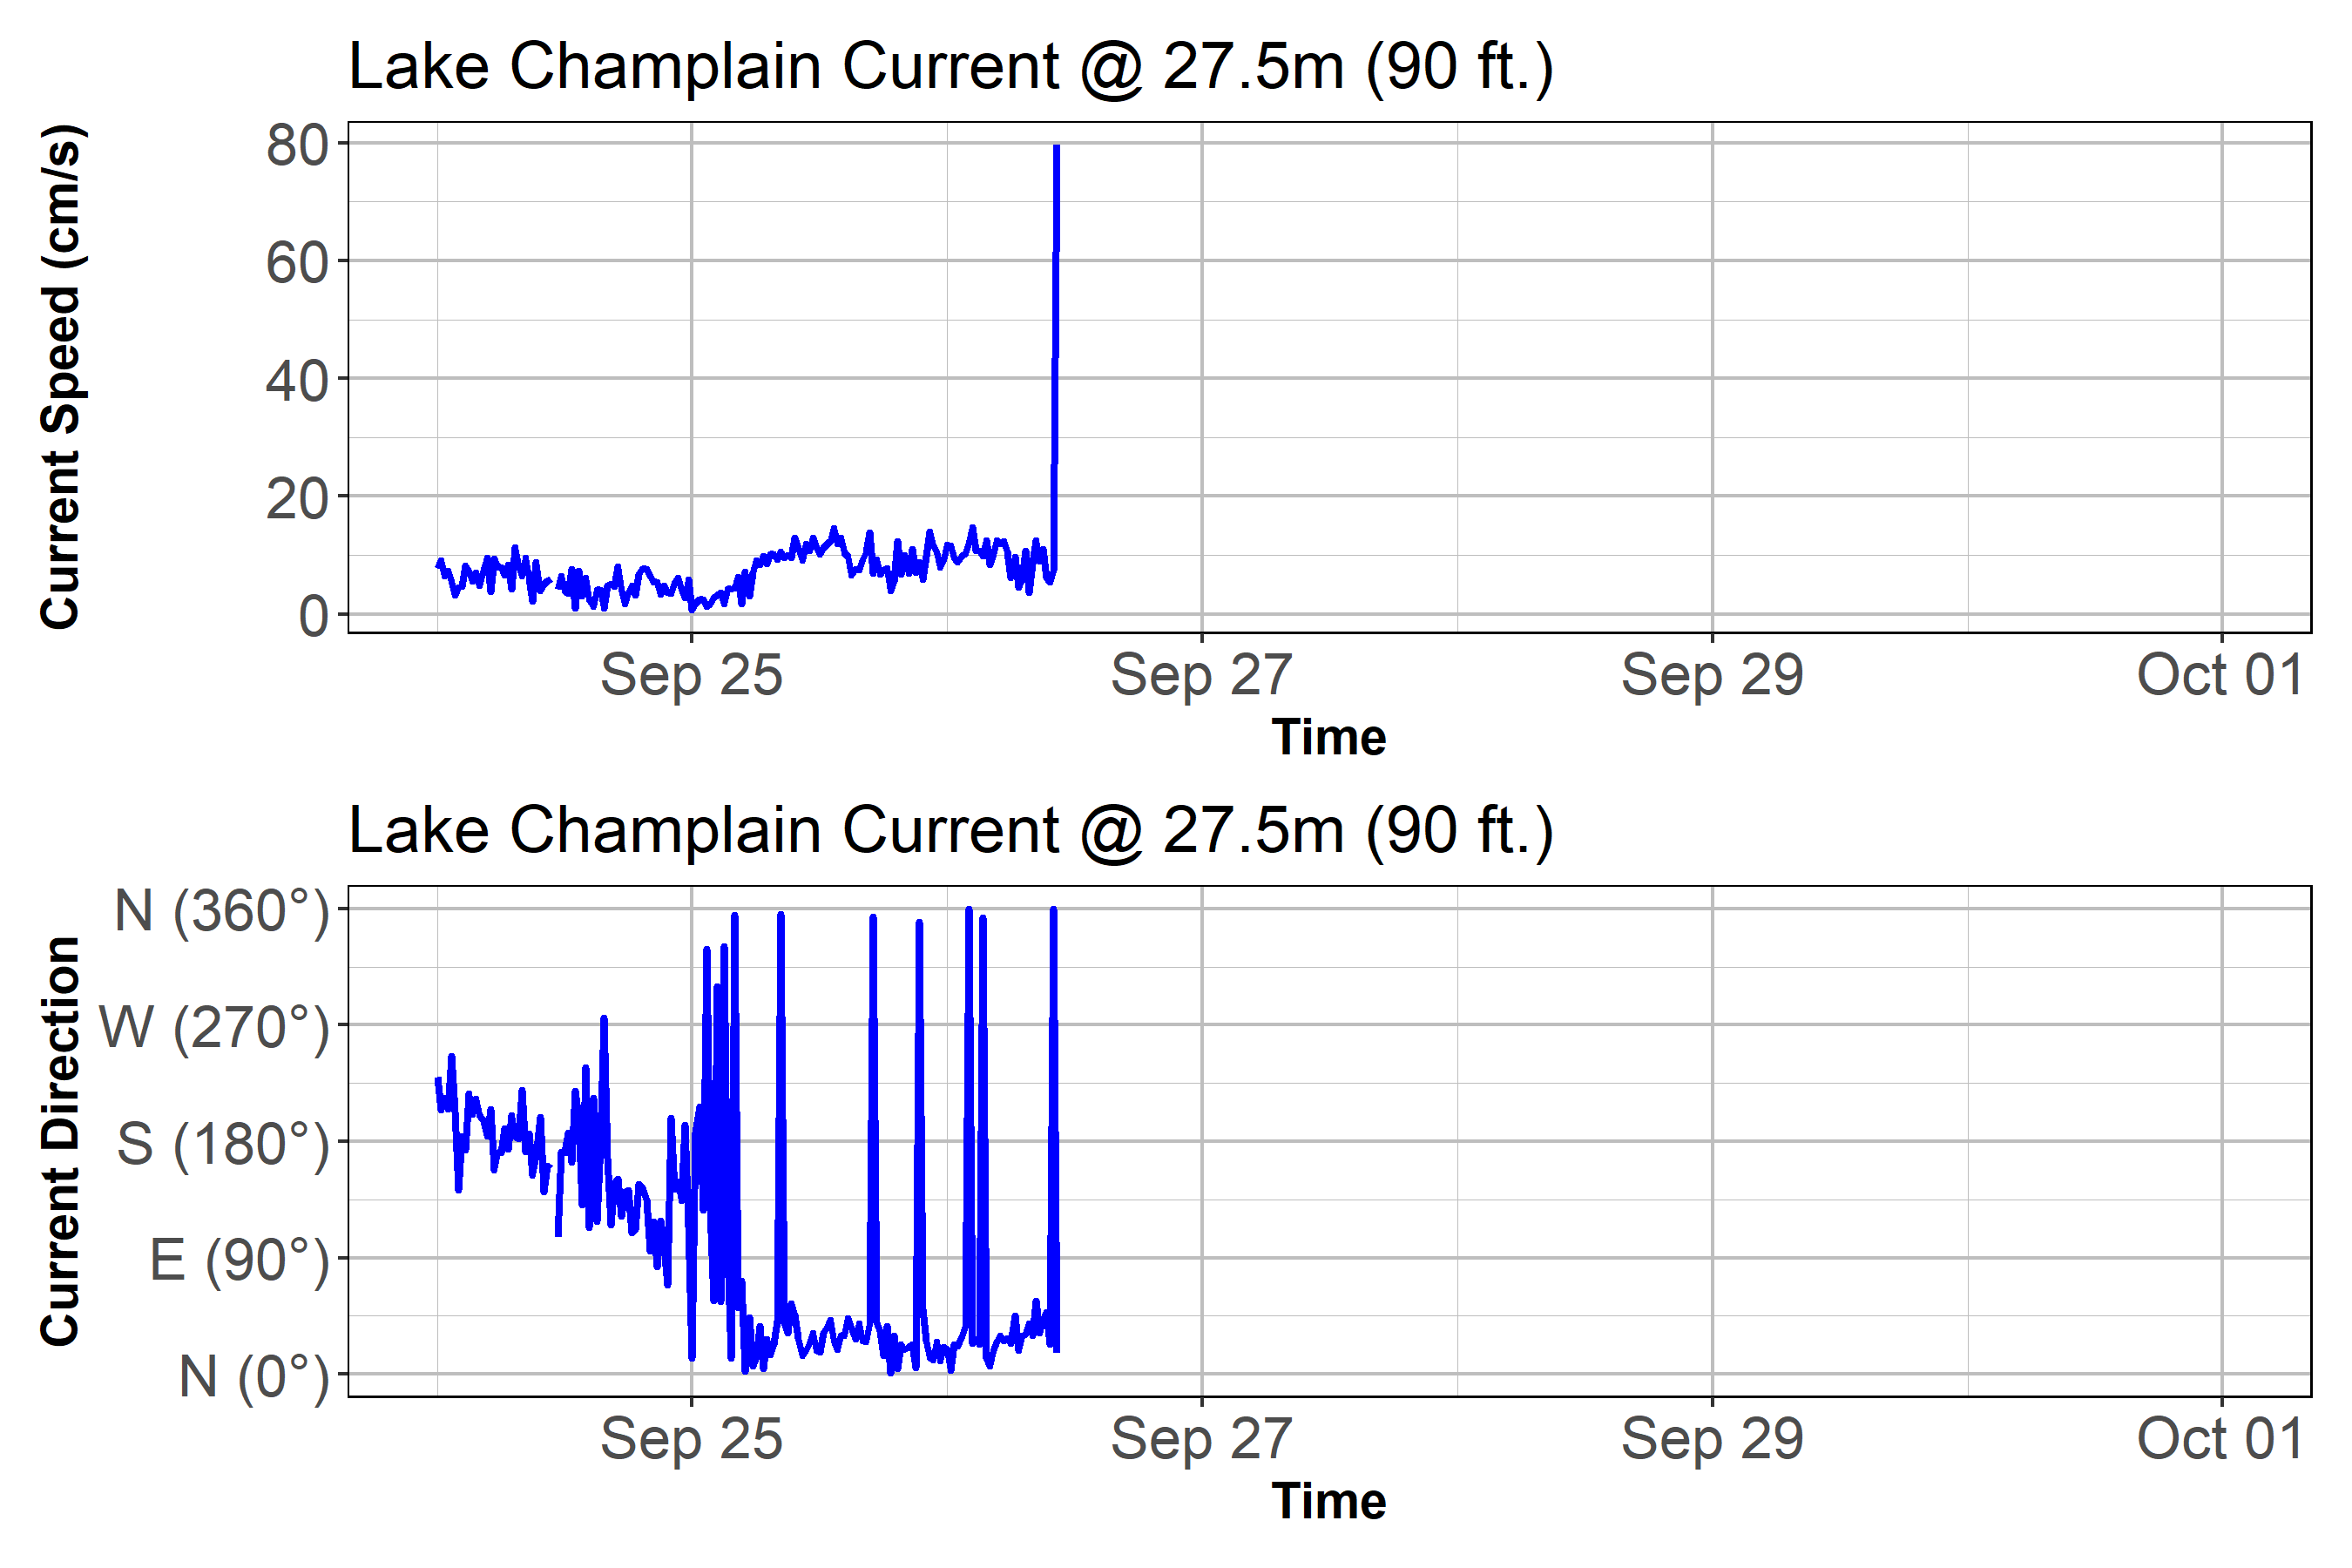 Lake Champlain Current @ 27.5m (90 ft.)
Current Speed (cm/s)
80
60
40
20
0
Sep 25 Sep 27 Sep 29 Oct 01
Time
Lake Champlain Current @ 27.5m (90 ft.)
Current Direction
N (360°)
W (270°)
S (180°)
E (90°)
N (0°)
Sep 25 Sep 27 Sep 29 Oct 01
Time